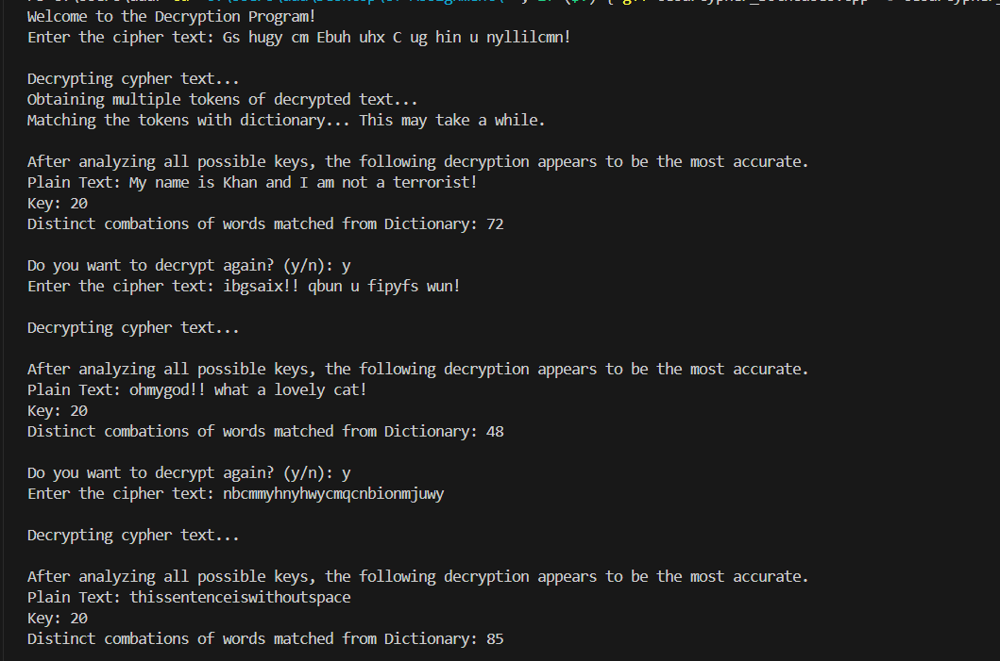 Welcome to the Decryption Program!
Enter the cipher text: Gs hugy cm Ebuh uhx C ug hin u nyllilcmn!
Decrypting cypher text...
Obtaining multiple tokens of decrypted text...
Matching the tokens with dictionary... This may take a while.
After analyzing all possible keys, the following decryption appears to be the most accurate.
Plain Text: My name is Khan and I am not a terrorist!
Key: 20
Distinct combations of words matched from Dictionary: 72
Do you want to decrypt again? (y/n): y
Enter the cipher text: ibgsaix!! qbun u fipyfs wun!
Decrypting cypher text...
After analyzing all possible keys, the following decryption appears to be the most accurate.
Plain Text: ohmygod!! what a lovely cat!
Key: 20
Distinct combations of words matched from Dictionary: 48
Do you want to decrypt again? (y/n): y
Enter the cipher text: nbcmmyhnyhwycmqcnbionmjuwy
Decrypting cypher text...
After analyzing all possible keys, the following decryption appears to be the most accurate.
Plain Text: thissentenceiswithoutspace
Key: 20
Distinct combations of words matched from Dictionary: 85